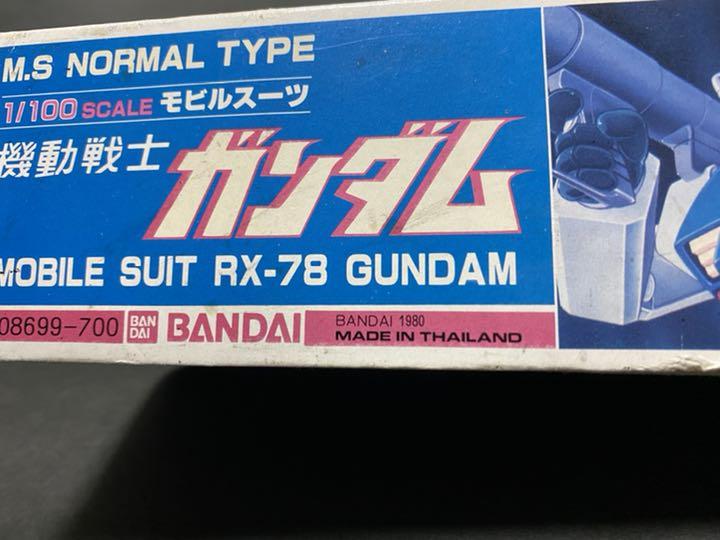 M.S NORMAL TYPE
1/100 SCALE モビルスーツ
機動戦士 ガンダム
MOBILE SUIT RX-78 GUNDAM
08699-700 BAN DAI BANDAI BANDAI 1980
MADE IN THAILAND